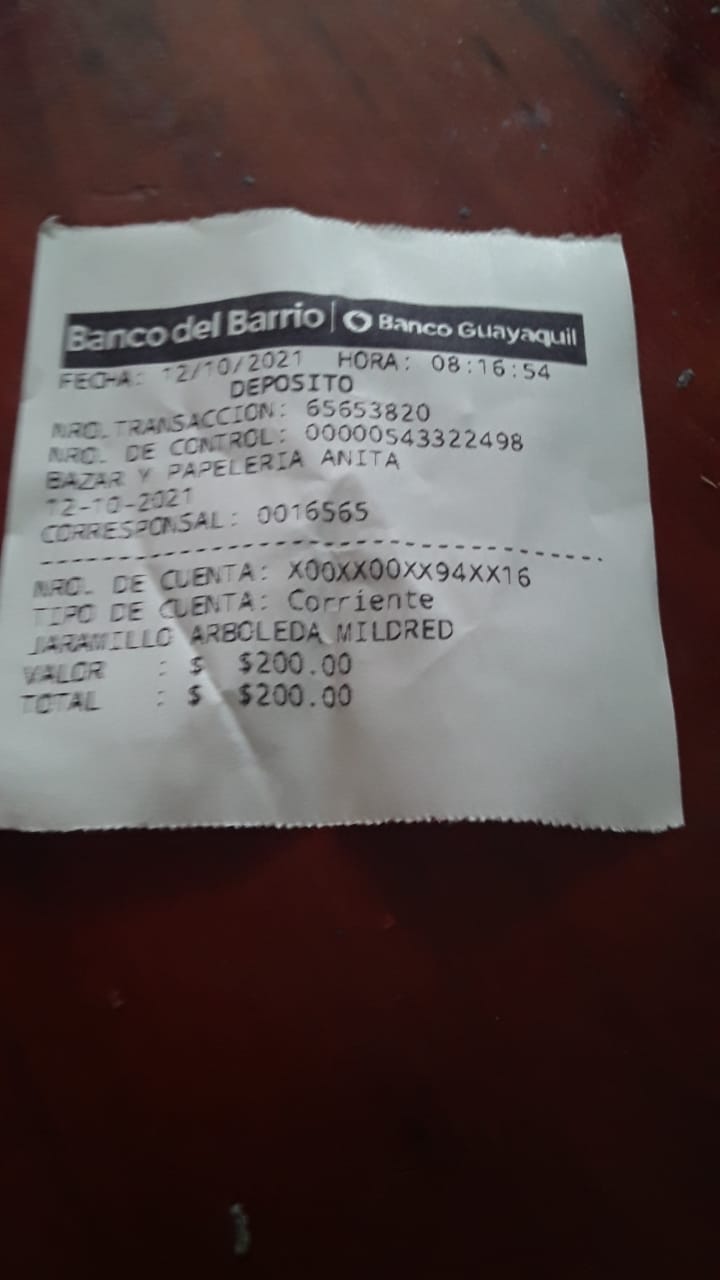 Banco del Barrio | Banco Guayaquil
FECHA: 12/10/2021 HORA: 08:16:54
DEPOSITO
NRO.TRANSACCION: 65653820
NRO. DE CONTROL: 00000543322498
BAZAR Y PAPELERIA ANITA
12-10-2021
CORRESPONSAL: 0016565
NRO. DE CUENTA: X00XX00XX94XX16
TIPO DE CUENTA: Corriente
JARAMILLO ARBOLEDA MILDRED
VALOR : $ $200.00
TOTAL : $ $200.00